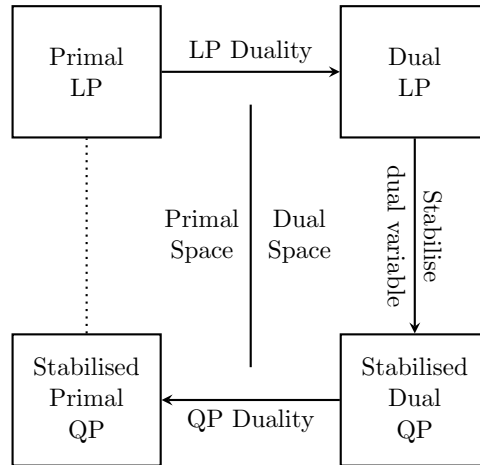 Primal
LP
LP Duality
Dual
LP
Primal
Space
Dual
Space
Stabilise
dual variable
Stabilised
Primal
QP
QP Duality
Stabilised
Dual
QP